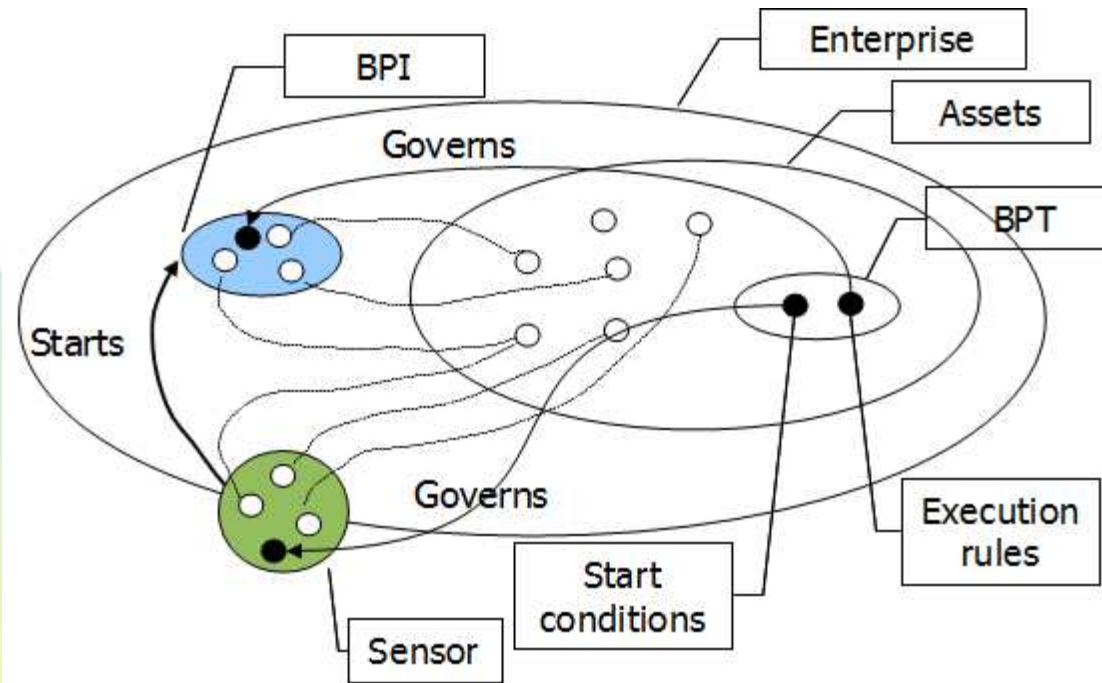 Enterprise
BPI
Assets
Governs
BPT
Starts
Governs
Execution
rules
Start
conditions
Sensor